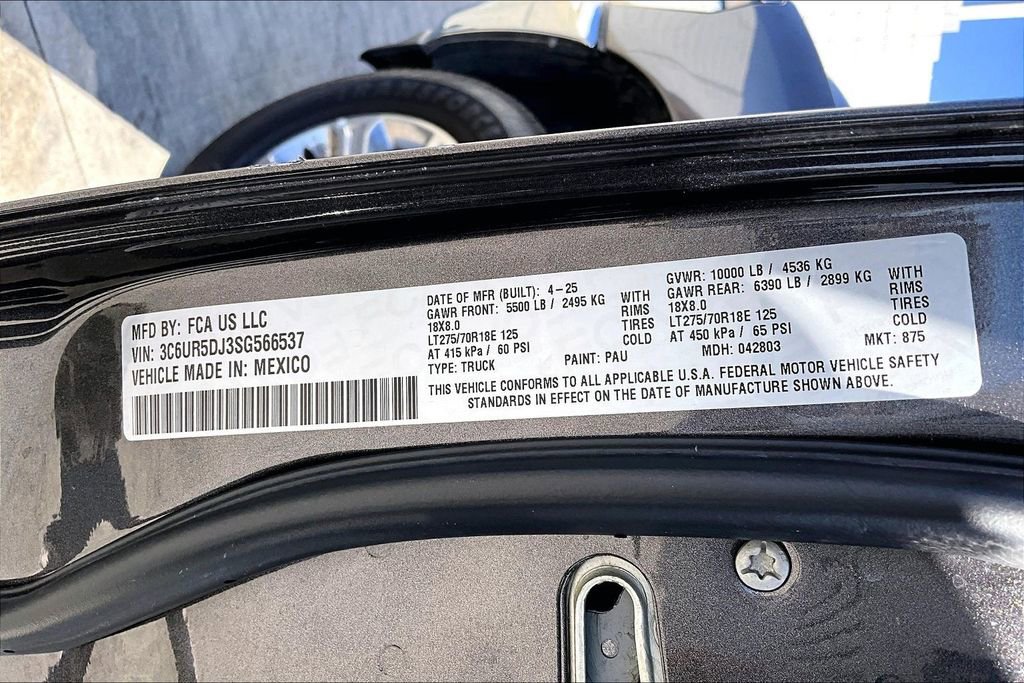 MFD BY: FCA US LLC
VIN: 3C6UR5DJ3SG566537
VEHICLE MADE IN: MEXICO
DATE OF MFR (BUILT): 4-25
GAWR FRONT: 5500 LB / 2495 KG WITH
18X8.0 RIMS
LT275/70R18E 125 TIRES
AT 415 kPa / 60 PSI COLD
TYPE: TRUCK
PAINT: PAU
GVWR: 10000 LB / 4536 KG
GAWR REAR: 6390 LB / 2899 KG WITH
18X8.0 RIMS
LT275/70R18E 125 TIRES
AT 450 kPa / 65 PSI COLD
MDH: 042803
MKT: 875
THIS VEHICLE CONFORMS TO ALL APPLICABLE U.S.A. FEDERAL MOTOR VEHICLE SAFETY
STANDARDS IN EFFECT ON THE DATE OF MANUFACTURE SHOWN ABOVE.